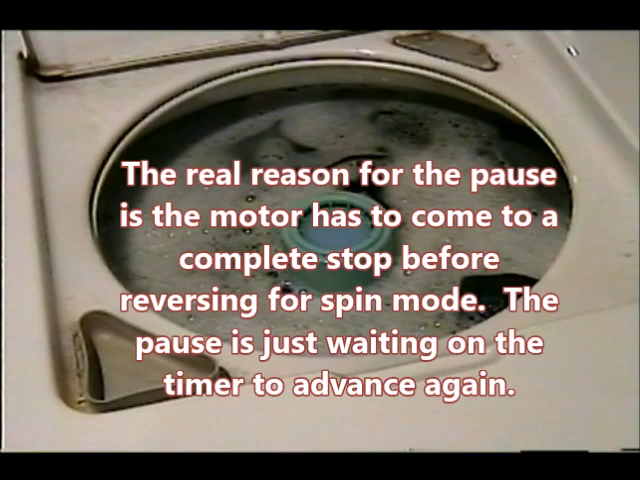 The real reason for the pause
is the motor has to come to a
complete stop before
reversing for spin mode.  The
pause is just waiting on the
timer to advance again.